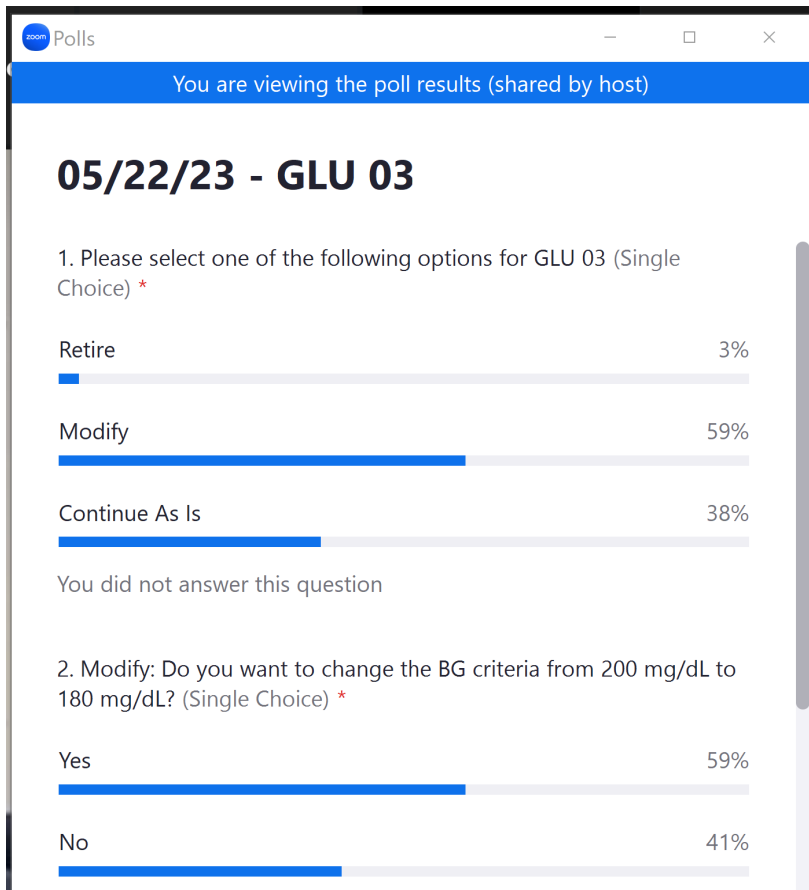 zoom Polls
You are viewing the poll results (shared by host)
05/22/23 - GLU 03
1. Please select one of the following options for GLU 03 (Single
Choice) *
Retire 3%
Modify 59%
Continue As Is 38%
You did not answer this question
2. Modify: Do you want to change the BG criteria from 200 mg/dL to
180 mg/dL? (Single Choice) *
Yes 59%
No 41%